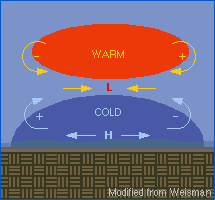 WARM
- +
L
COLD
+ -
H
Modified from Weisman